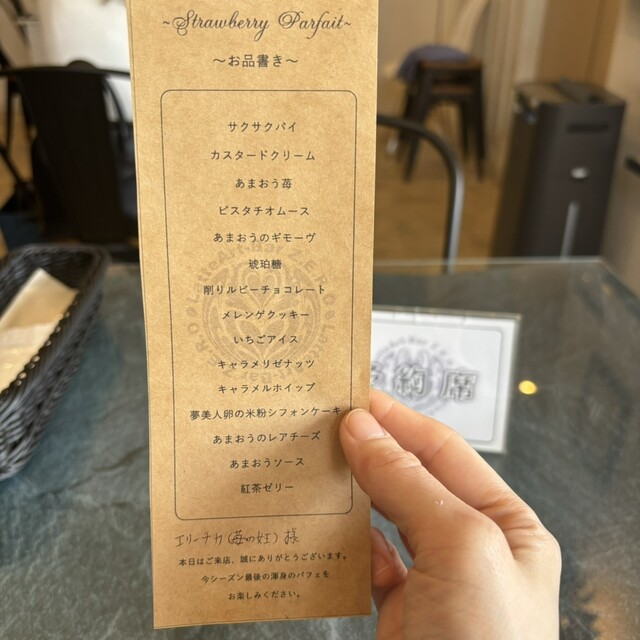 ~Strawberry Parfait~
〜お品書き〜
サクサクパイ
カスタードクリーム
あまおう苺
ピスタチオムース
あまおうのギモーヴ
琥珀糖
削りルビーチョコレート
メレンゲクッキー
いちごアイス
キャラメリゼナッツ
キャラメルホイップ
夢美人卵の米粉シフォンケーキ
あまおうのレアチーズ
あまおうソース
紅茶ゼリー
エリーナカ(苺の妊) 様
本日はご来店、誠にありがとうございます。
今シーズン最後の渾身のパフェを
お楽しみください。
約席